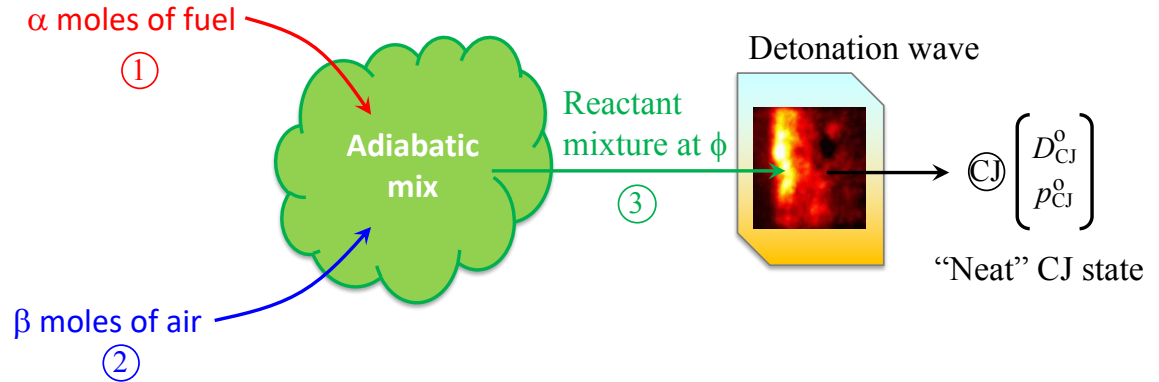 α moles of fuel
①
Adiabatic
mix
β moles of air
②
Reactant
mixture at ϕ
③
Detonation wave
CJ
D°CJ
p°CJ
“Neat” CJ state